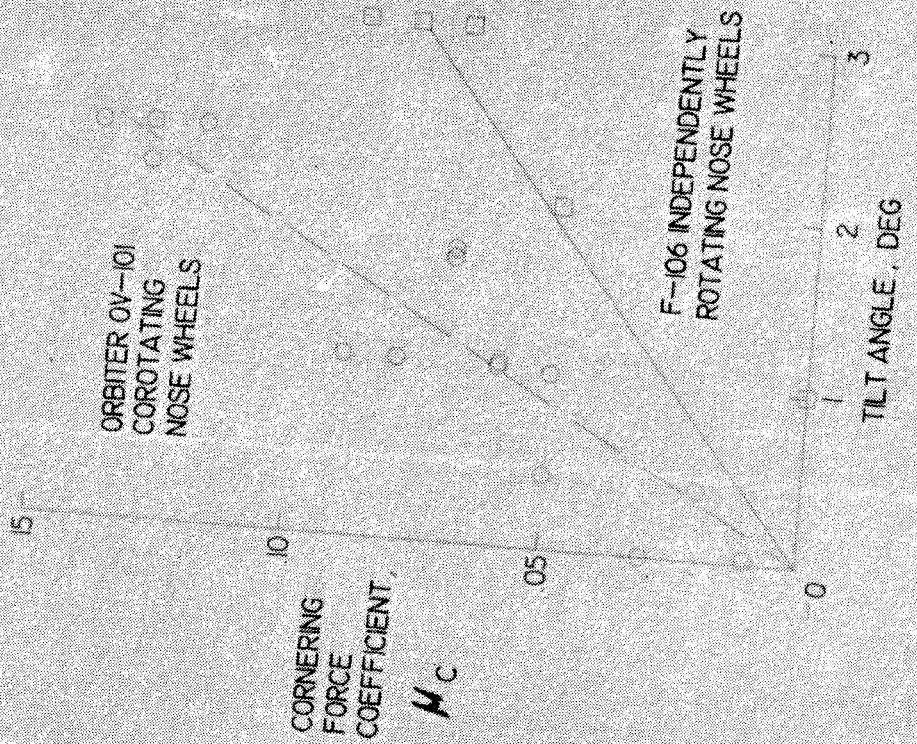 ORBITER OV-101
COROTATING
NOSE WHEELS
15
.10
.05
0
CORNERING
FORCE
COEFFICIENT,
μ C
F-106 INDEPENDENTLY
ROTATING NOSE WHEELS
1
2
3
TILT ANGLE, DEG